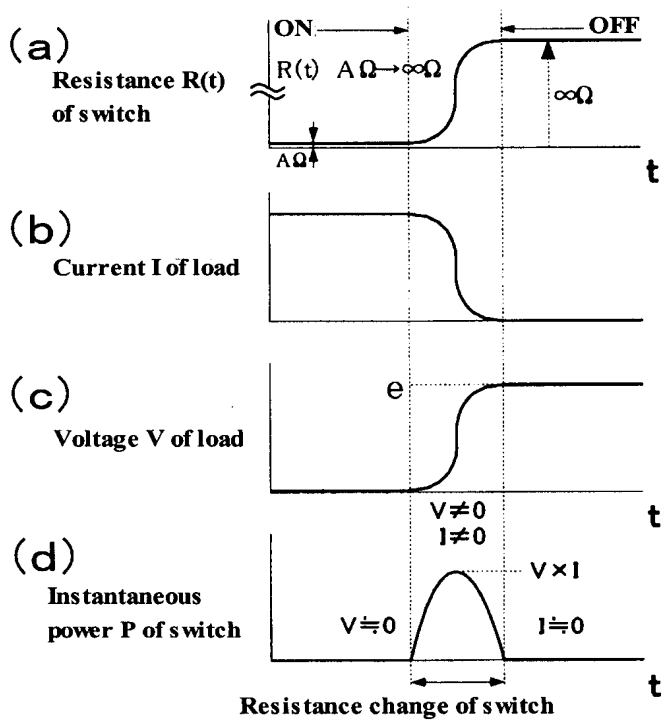 ON
OFF
(a)
Resistance R(t)
of switch
R(t) AΩ→∞Ω
∞Ω
AΩ
t
(b)
Current I of load
(c)
Voltage V of load
e
t
V≠0
I≠0
(d)
Instantaneous
power P of switch
V×I
V≒0
I≒0
t
Resistance change of switch